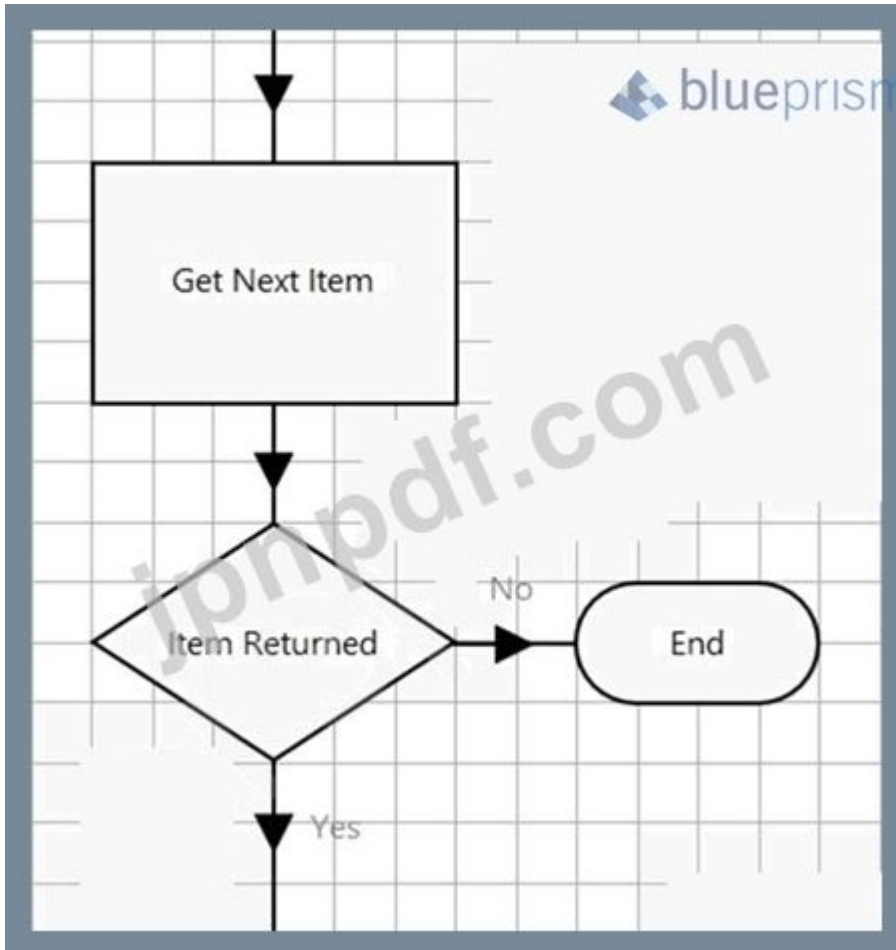 blueprism
Get Next Item
jpnpdf.com
No
Item Returned
End
Yes